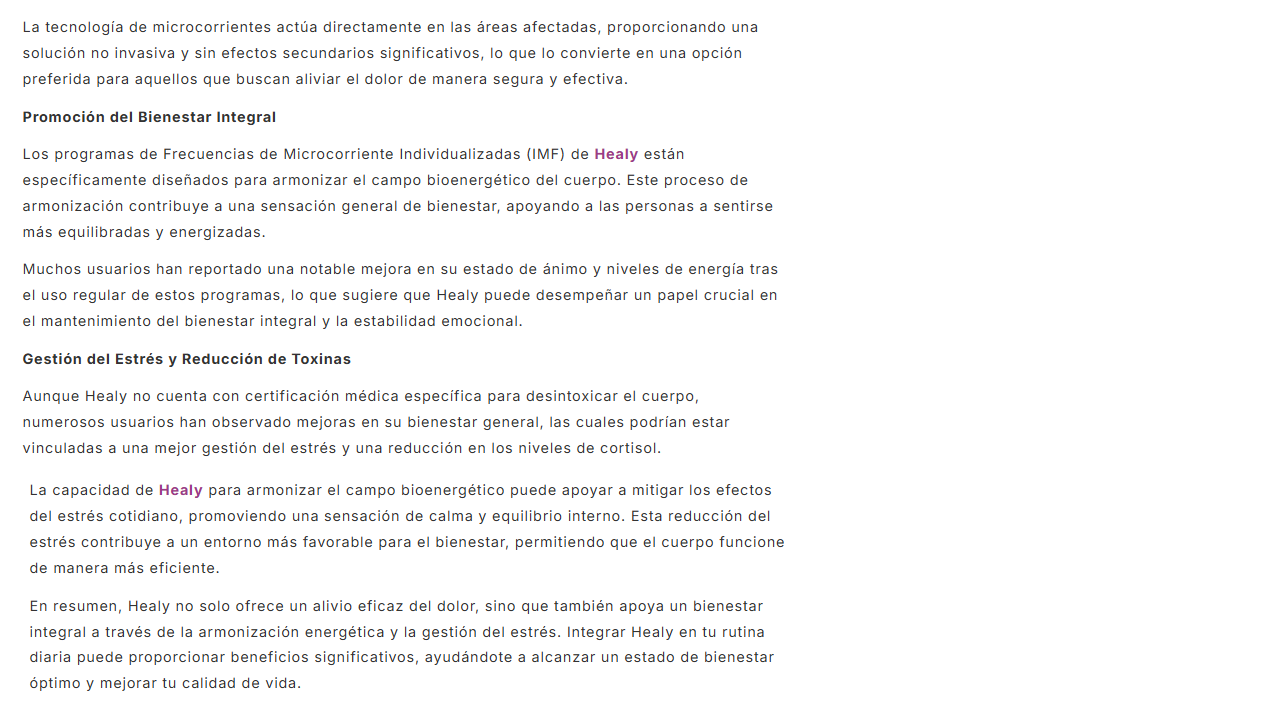 La tecnología de microcorrientes actúa directamente en las áreas afectadas, proporcionando una
solución no invasiva y sin efectos secundarios significativos, lo que lo convierte en una opción
preferida para aquellos que buscan aliviar el dolor de manera segura y efectiva.
Promoción del Bienestar Integral
Los programas de Frecuencias de Microcorriente Individualizadas (IMF) de Healy están
específicamente diseñados para armonizar el campo bioenergético del cuerpo. Este proceso de
armonización contribuye a una sensación general de bienestar, apoyando a las personas a sentirse
más equilibradas y energizadas.
Muchos usuarios han reportado una notable mejora en su estado de ánimo y niveles de energía tras
el uso regular de estos programas, lo que sugiere que Healy puede desempeñar un papel crucial en
el mantenimiento del bienestar integral y la estabilidad emocional.
Gestión del Estrés y Reducción de Toxinas
Aunque Healy no cuenta con certificación médica específica para desintoxicar el cuerpo,
numerosos usuarios han observado mejoras en su bienestar general, las cuales podrían estar
vinculadas a una mejor gestión del estrés y una reducción en los niveles de cortisol.
La capacidad de Healy para armonizar el campo bioenergético puede apoyar a mitigar los efectos
del estrés cotidiano, promoviendo una sensación de calma y equilibrio interno. Esta reducción del
estrés contribuye a un entorno más favorable para el bienestar, permitiendo que el cuerpo funcione
de manera más eficiente.
En resumen, Healy no solo ofrece un alivio eficaz del dolor, sino que también apoya un bienestar
integral a través de la armonización energética y la gestión del estrés. Integrar Healy en tu rutina
diaria puede proporcionar beneficios significativos, ayudándote a alcanzar un estado de bienestar
óptimo y mejorar tu calidad de vida.